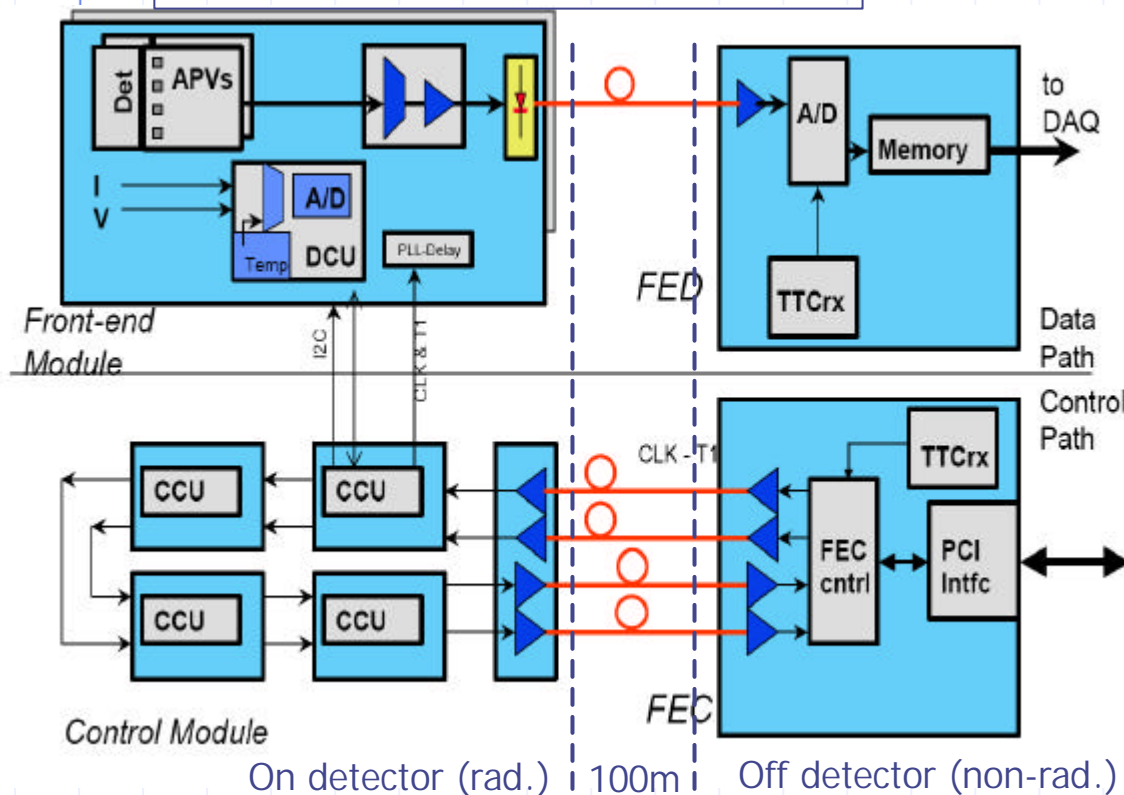 Det
APVs
I
V
A/D
Temp
DCU
PLL-Delay
Front-end
Module
I2C
CLK & T1
FED
A/D
Memory
TTCrx
to
DAQ
Data
Path
Control
Path
CCU
CCU
CCU
CCU
Control Module
CLK - T1
TTCrx
FEC
cntrl
PCI
Intfc
FEC
On detector (rad.)
100m
Off detector (non-rad.)